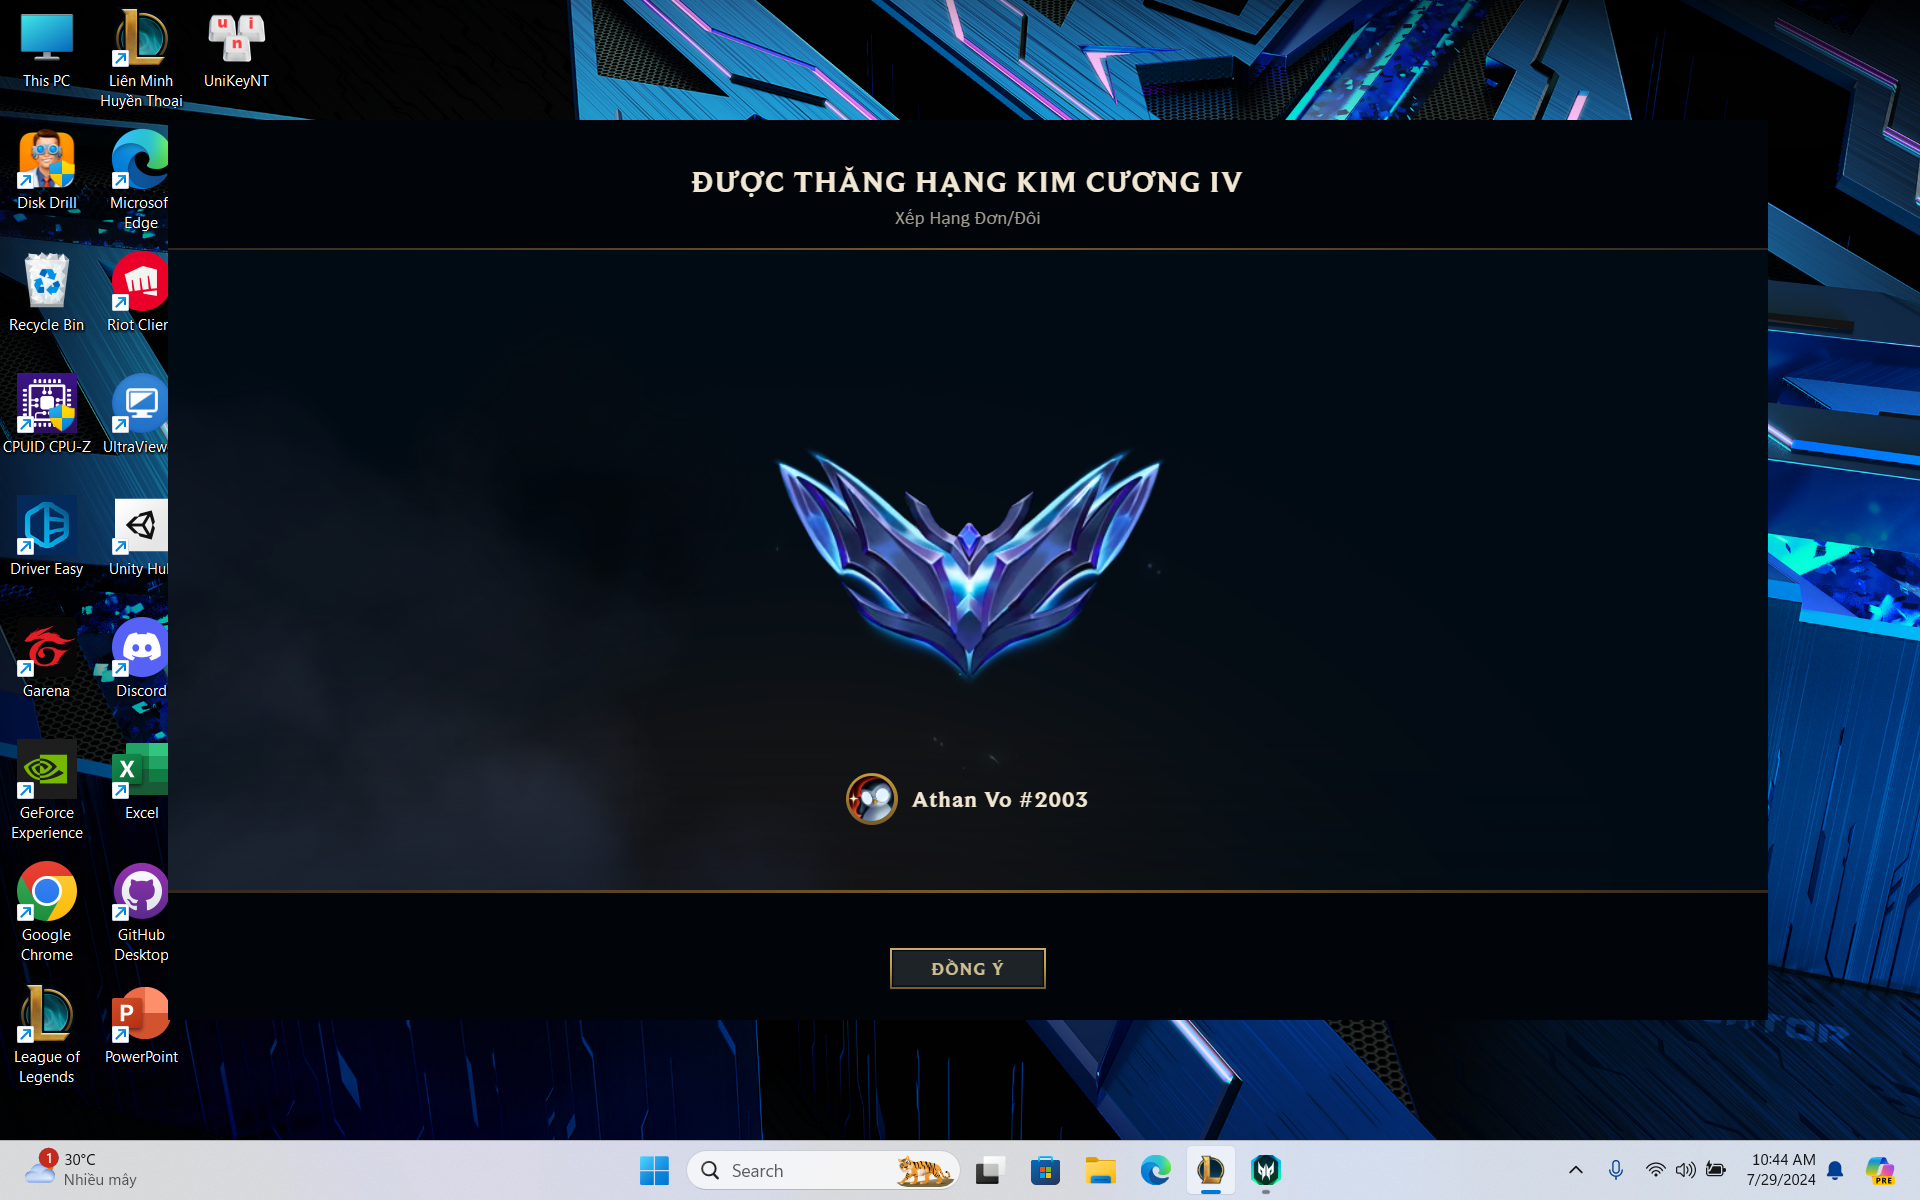 This PC
Liên Minh
Huyền Thoại
UniKeyNT
Disk Drill
Microsof
Edge
Recycle Bin
Riot Clier
CPUID CPU-Z
UltraView
Driver Easy
Unity Hul
Garena
Discord
GeForce
Experience
Excel
Google
Chrome
GitHub
Desktop
League of
Legends
PowerPoint
ĐƯỢC THĂNG HẠNG KIM CƯƠNG IV
Xếp Hạng Đơn/Đôi
Athan Vo #2003
ĐỒNG Ý
1
30°C
Nhiều mây
Search
10:44 AM
7/29/2024
PRE